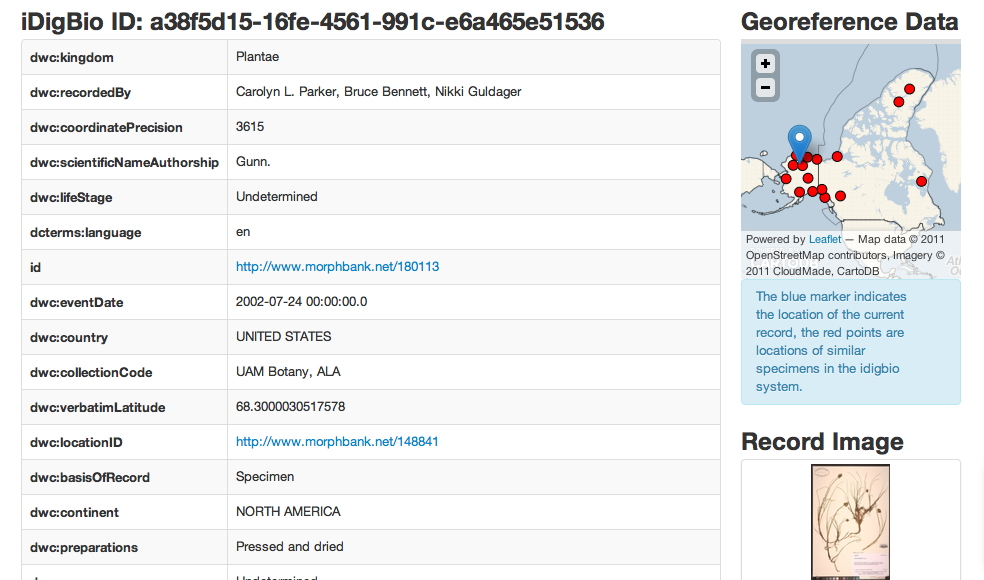 iDigBio ID: a38f5d15-16fe-4561-991c-e6a465e51536
dwc:kingdom Plantae
dwc:recordedBy Carolyn L. Parker, Bruce Bennett, Nikki Guldager
dwc:coordinatePrecision 3615
dwc:scientificNameAuthorship Gunn.
dwc:lifeStage Undetermined
dcterms:language en
id http://www.morphbank.net/180113
dwc:eventDate 2002-07-24 00:00:00.0
dwc:country UNITED STATES
dwc:collectionCode UAM Botany, ALA
dwc:verbatimLatitude 68.3000030517578
dwc:locationID http://www.morphbank.net/148841
dwc:basisOfRecord Specimen
dwc:continent NORTH AMERICA
dwc:preparations Pressed and dried
Undetermined
Georeference Data
+
−
Powered by Leaflet — Map data © 2011
OpenStreetMap contributors, Imagery ©
2011 CloudMade, CartoDB
The blue marker indicates
the location of the current
record, the red points are
locations of similar
specimens in the idigbio
system.
Record Image